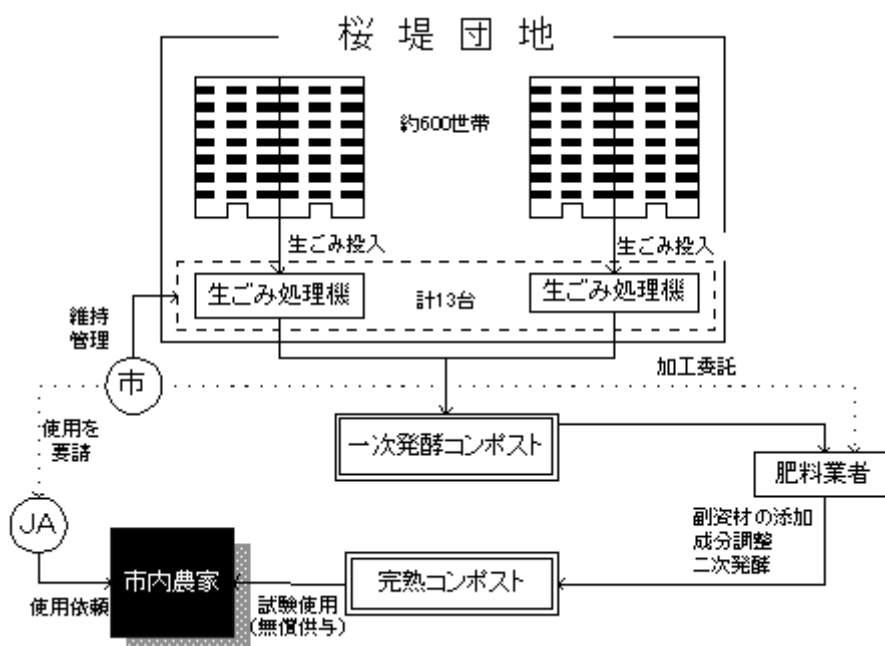 桜堤団地
約600世帯
生ごみ投入
生ごみ投入
生ごみ処理機
計13台
生ごみ処理機
維持
管理
市
加工委託
使用を
要請
一次発酵コンポスト
肥料業者
JA
副資材の添加
成分調整
二次発酵
市内農家
完熟コンポスト
使用依頼
試験使用
(無償供与)